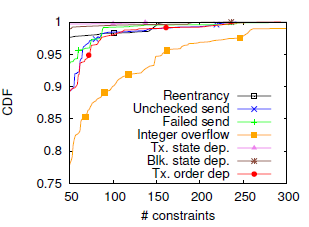 1
0.95
0.9
0.85
0.8
0.75
CDF
Reentrancy
Unchecked send
Failed send
Integer overflow
Tx. state dep.
Blk. state dep.
Tx. order dep
50 100 150 200 250 300
# constraints